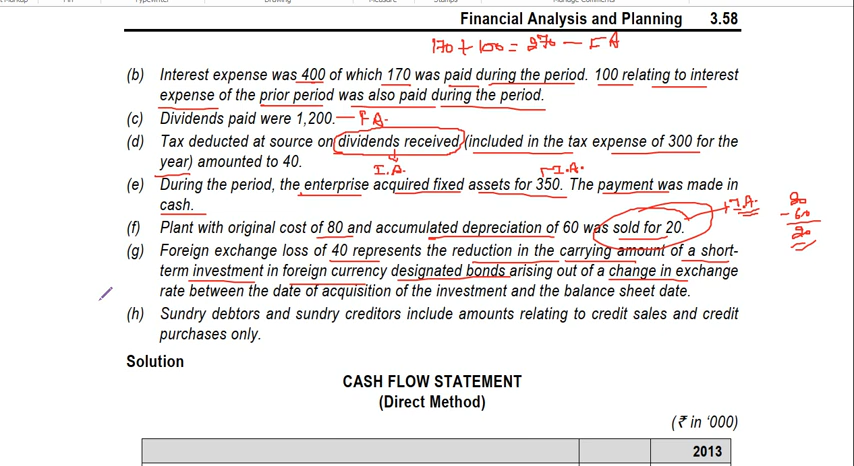 Financial Analysis and Planning 3.58
170 + 100 = 270 — FA
(b) Interest expense was 400 of which 170 was paid during the period. 100 relating to interest
expense of the prior period was also paid during the period.
(c) Dividends paid were 1,200. — FA.
(d) Tax deducted at source on dividends received (included in the tax expense of 300 for the
year) amounted to 40.
I.A.
I.A.
(e) During the period, the enterprise acquired fixed assets for 350. The payment was made in
cash.
(f) Plant with original cost of 80 and accumulated depreciation of 60 was sold for 20.
60
20
(g) Foreign exchange loss of 40 represents the reduction in the carrying amount of a short-
term investment in foreign currency designated bonds arising out of a change in exchange
rate between the date of acquisition of the investment and the balance sheet date.
(h) Sundry debtors and sundry creditors include amounts relating to credit sales and credit
purchases only.
Solution
CASH FLOW STATEMENT
(Direct Method)
(₹ in '000)
2013